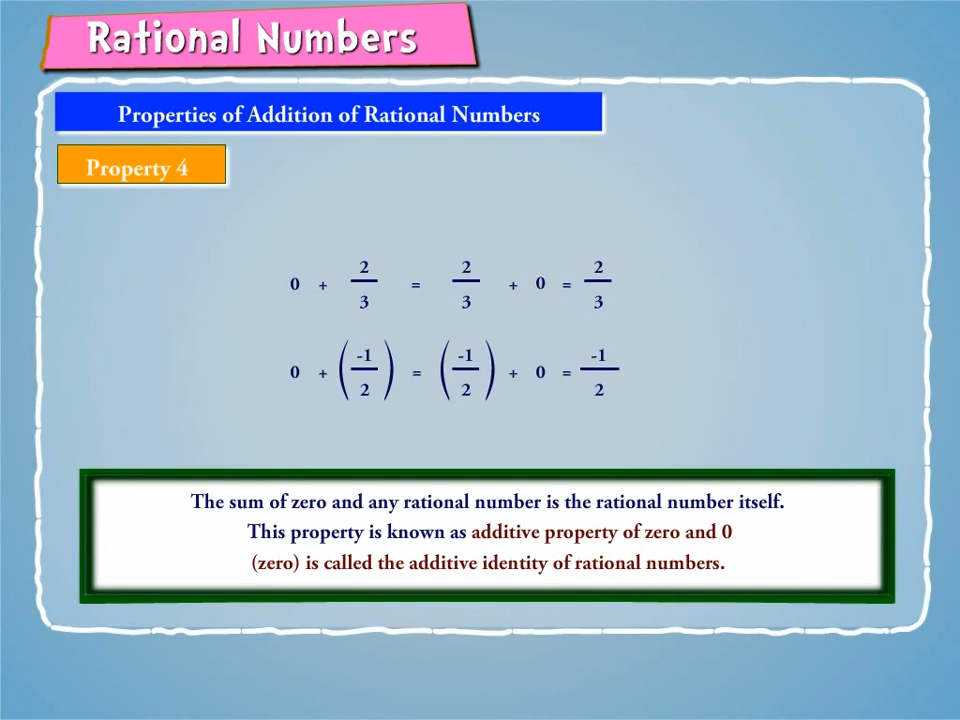 Rational Numbers
Properties of Addition of Rational Numbers
Property 4
0 + 2/3 = 2/3 + 0 = 2/3
0 + (-1/2) = (-1/2) + 0 = -1/2
The sum of zero and any rational number is the rational number itself.
This property is known as additive property of zero and 0
(zero) is called the additive identity of rational numbers.